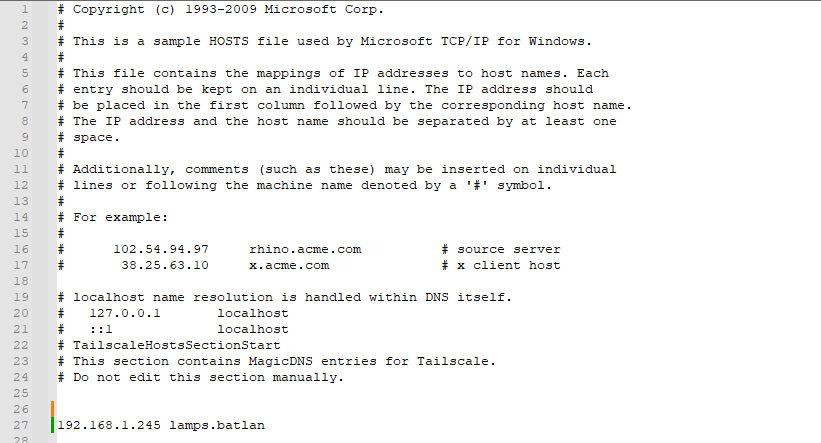 1 # Copyright (c) 1993-2009 Microsoft Corp.
2 #
3 # This is a sample HOSTS file used by Microsoft TCP/IP for Windows.
4 #
5 # This file contains the mappings of IP addresses to host names. Each
6 # entry should be kept on an individual line. The IP address should
7 # be placed in the first column followed by the corresponding host name.
8 # The IP address and the host name should be separated by at least one
9 # space.
10 #
11 # Additionally, comments (such as these) may be inserted on individual
12 # lines or following the machine name denoted by a '#' symbol.
13 #
14 # For example:
15 #
16 #      102.54.94.97     rhino.acme.com          # source server
17 #       38.25.63.10     x.acme.com              # x client host
18
19 # localhost name resolution is handled within DNS itself.
20 #   127.0.0.1       localhost
21 #   ::1             localhost
22 # TailscaleHostsSectionStart
23 # This section contains MagicDNS entries for Tailscale.
24 # Do not edit this section manually.
25
26
27 192.168.1.245 lamps.batlan
28